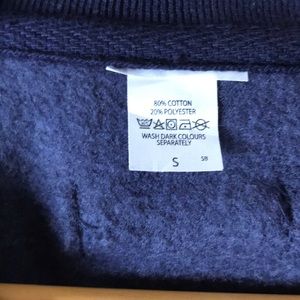 80% COTTON
20% POLYESTER
WASH DARK COLOURS
SEPARATELY
S